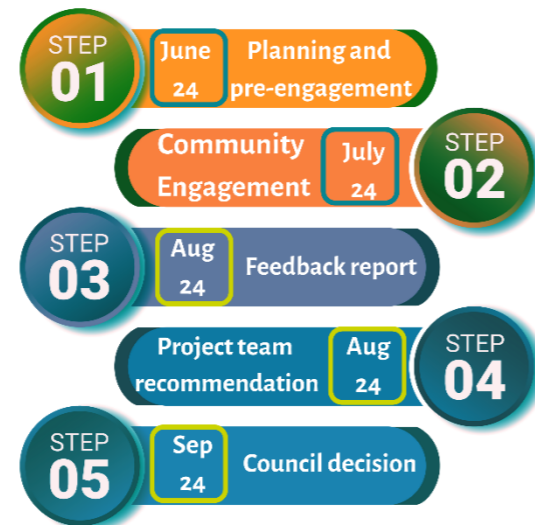 STEP
01
June
24
Planning and
pre-engagement
Community
Engagement
July
24
STEP
02
STEP
03
Aug
24
Feedback report
Project team
recommendation
Aug
24
STEP
04
STEP
05
Sep
24
Council decision